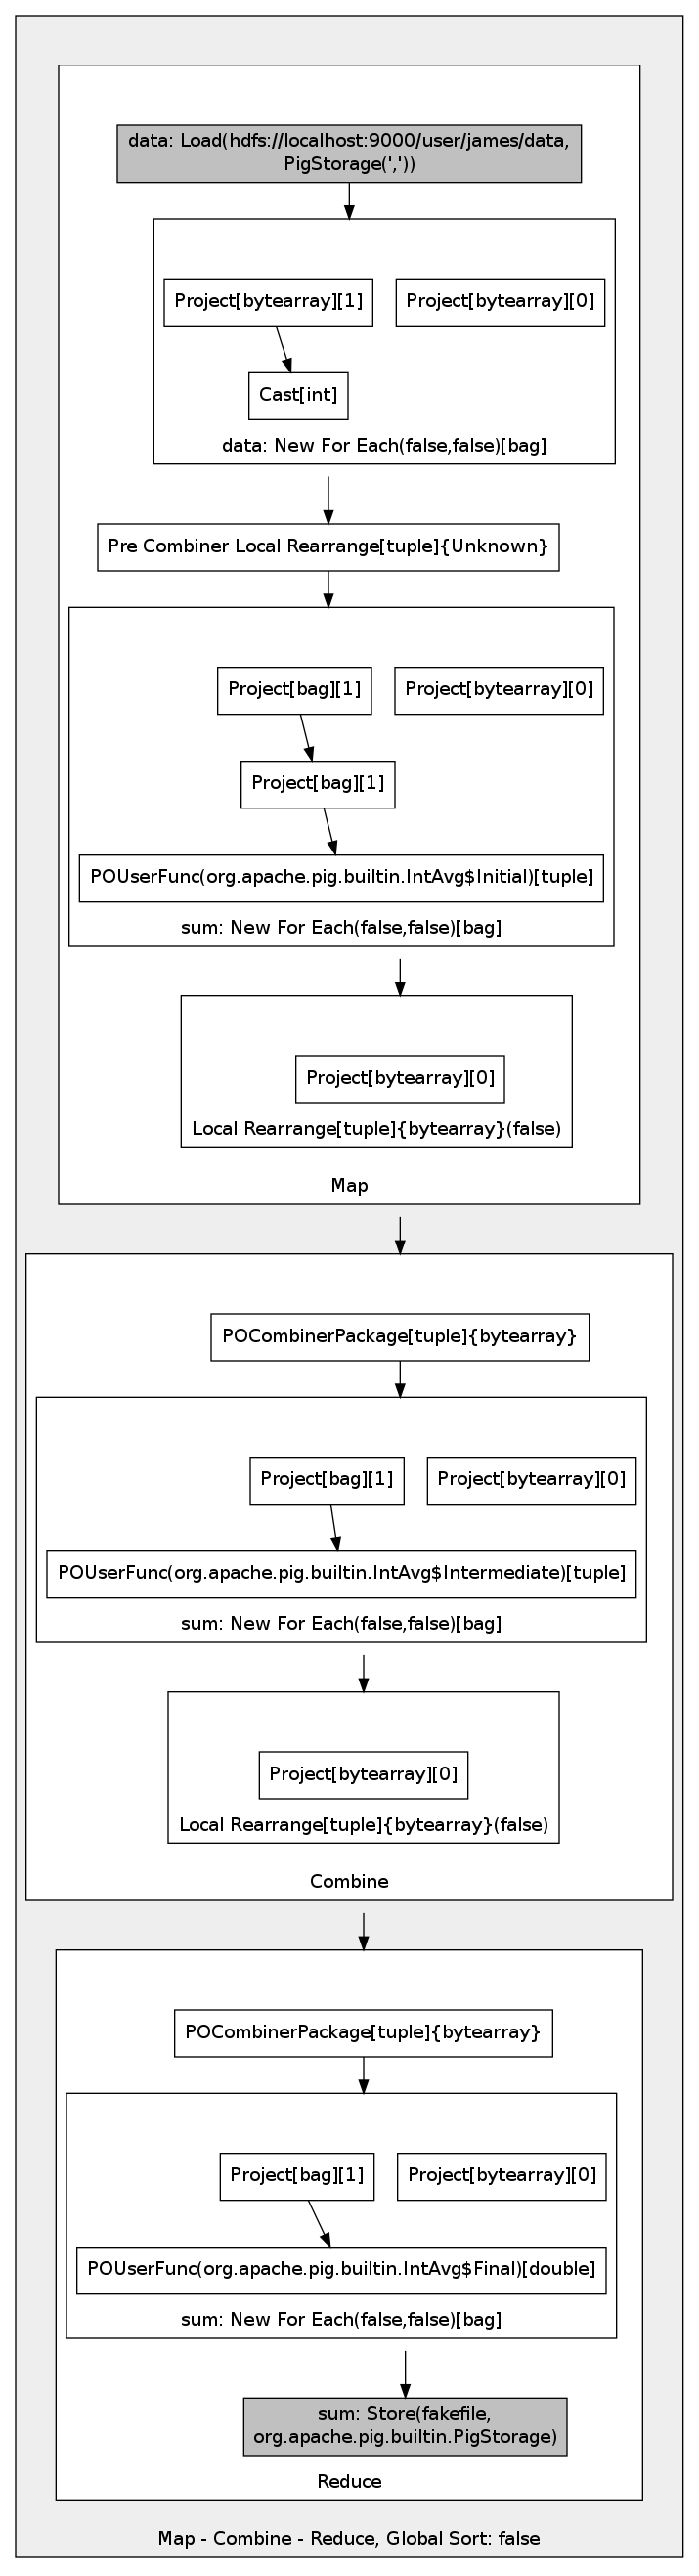 data: Load(hdfs://localhost:9000/user/james/data,
PigStorage(','))
Project[bytearray][1]
Project[bytearray][0]
Cast[int]
data: New For Each(false,false)[bag]
Pre Combiner Local Rearrange[tuple]{Unknown}
Project[bag][1]
Project[bytearray][0]
Project[bag][1]
POUserFunc(org.apache.pig.builtin.IntAvg$Initial)[tuple]
sum: New For Each(false,false)[bag]
Project[bytearray][0]
Local Rearrange[tuple]{bytearray}(false)
Map
POCombinerPackage[tuple]{bytearray}
Project[bag][1]
Project[bytearray][0]
POUserFunc(org.apache.pig.builtin.IntAvg$Intermediate)[tuple]
sum: New For Each(false,false)[bag]
Project[bytearray][0]
Local Rearrange[tuple]{bytearray}(false)
Combine
POCombinerPackage[tuple]{bytearray}
Project[bag][1]
Project[bytearray][0]
POUserFunc(org.apache.pig.builtin.IntAvg$Final)[double]
sum: New For Each(false,false)[bag]
sum: Store(fakefile,
org.apache.pig.builtin.PigStorage)
Reduce
Map - Combine - Reduce, Global Sort: false